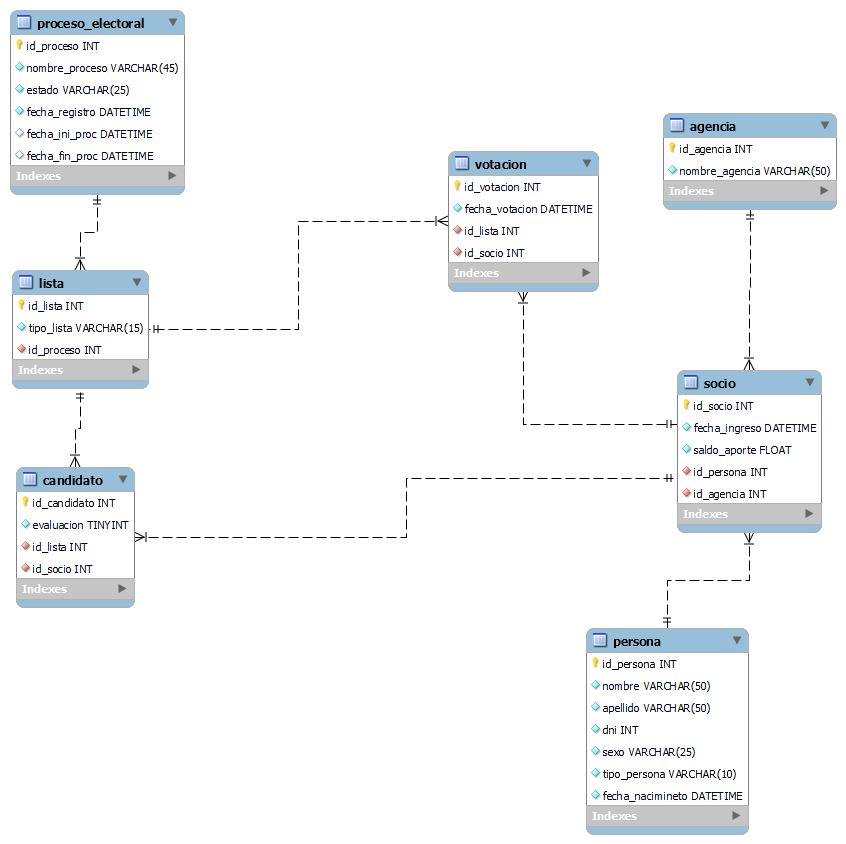 proceso_electoral
id_proceso INT
nombre_proceso VARCHAR(45)
estado VARCHAR(25)
fecha_registro DATETIME
fecha_ini_proc DATETIME
fecha_fin_proc DATETIME
Indexes
votacion
id_votacion INT
fecha_votacion DATETIME
id_lista INT
id_socio INT
Indexes
agencia
id_agencia INT
nombre_agencia VARCHAR(50)
Indexes
lista
id_lista INT
tipo_lista VARCHAR(15)
id_proceso INT
Indexes
socio
id_socio INT
fecha_ingreso DATETIME
saldo_aporte FLOAT
id_persona INT
id_agencia INT
Indexes
candidato
id_candidato INT
evaluacion TINYINT
id_lista INT
id_socio INT
Indexes
persona
id_persona INT
nombre VARCHAR(50)
apellido VARCHAR(50)
dni INT
sexo VARCHAR(25)
tipo_persona VARCHAR(10)
fecha_nacimineto DATETIME
Indexes